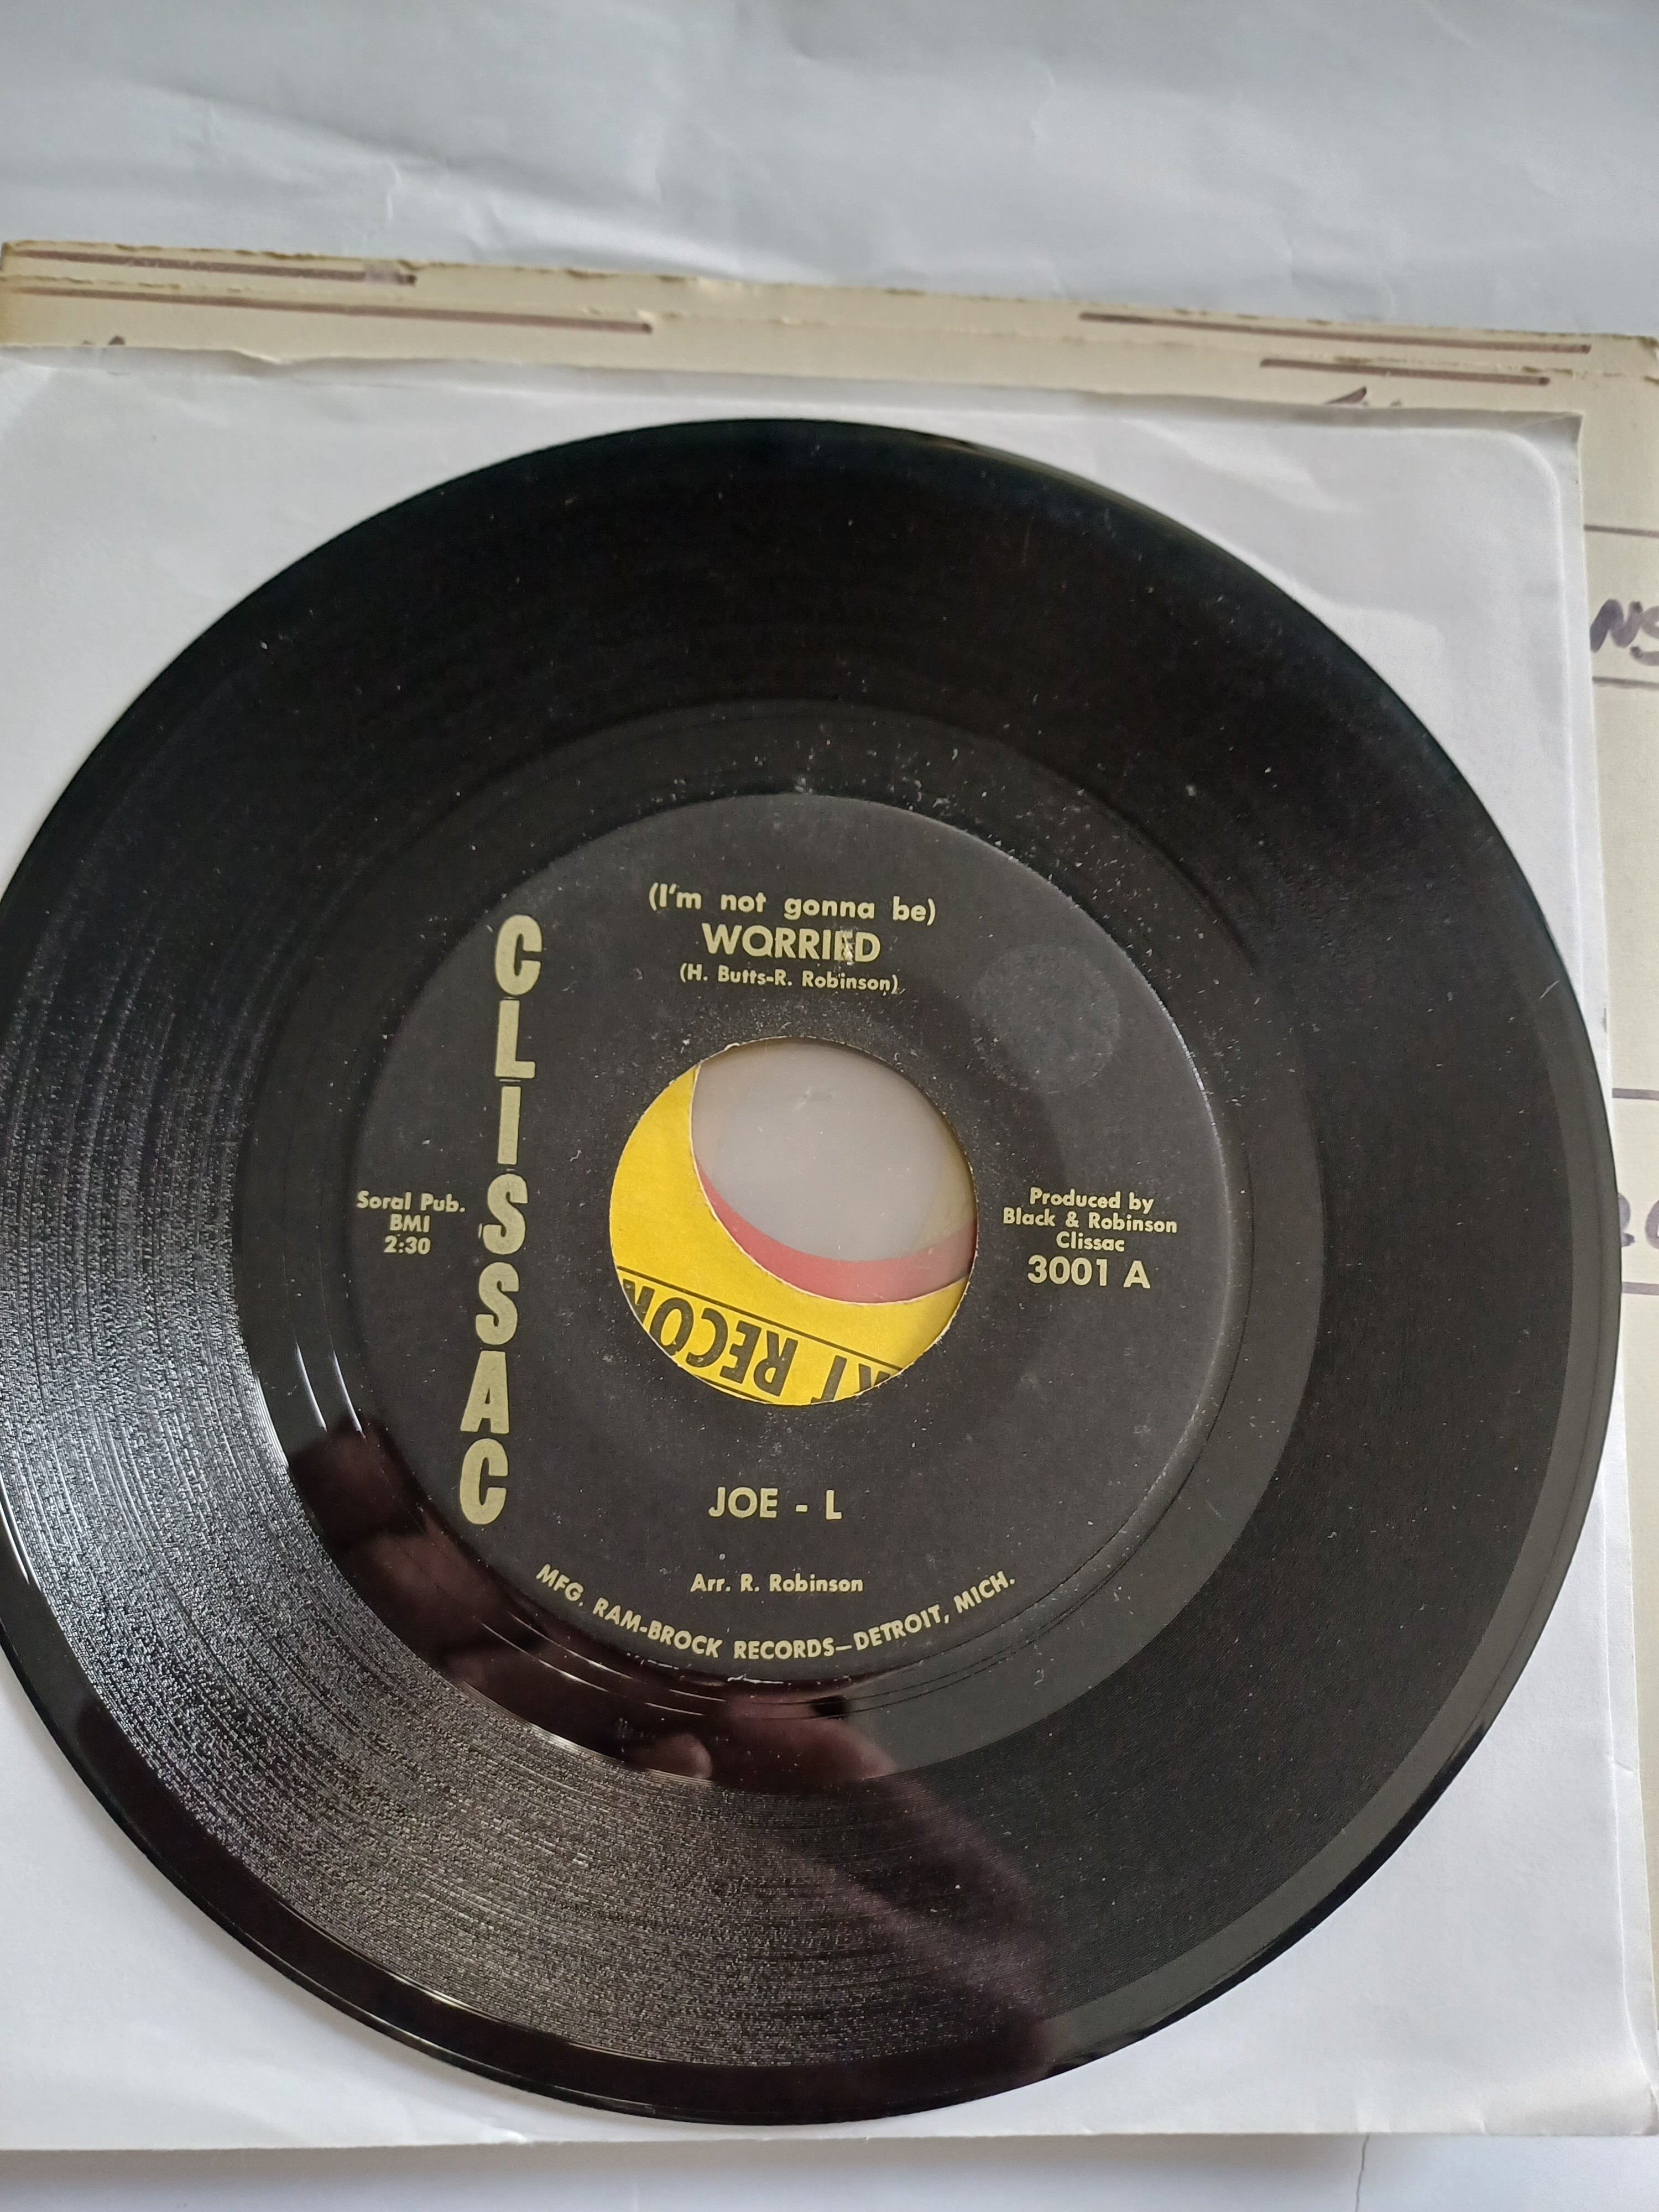 (I'm not gonna be)
WORRIED
(H. Butts-R. Robinson)
CLISSAC
Soral Pub.
BMI
2:30
Produced by
Black & Robinson
Clissac
3001 A
JOE - L
Arr. R. Robinson
MFG. RAM-BROCK RECORDS—DETROIT, MICH.